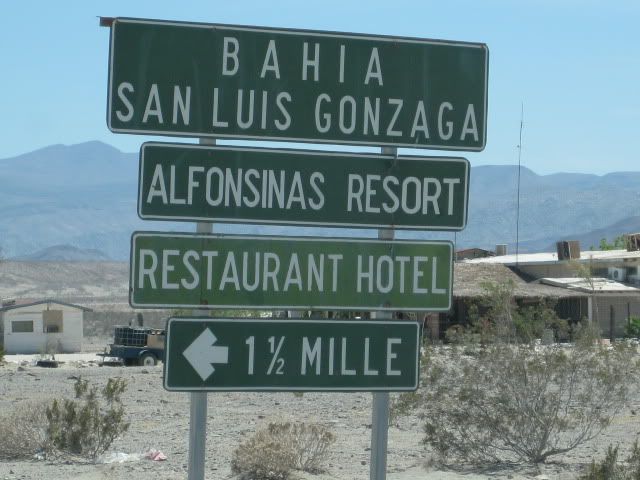 BAHIA
SAN LUIS GONZAGA
ALFONSINAS RESORT
RESTAURANT HOTEL
1½ MILLE